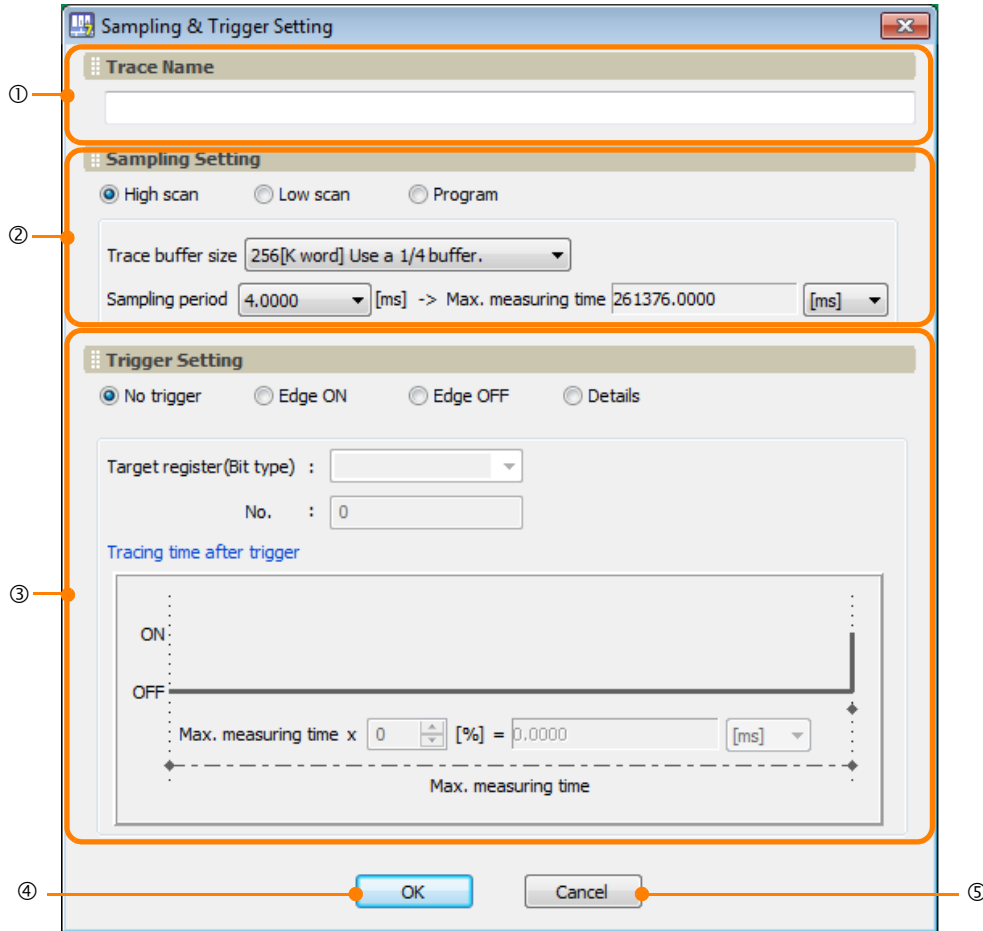 Sampling & Trigger Setting
① Trace Name
Sampling Setting
High scan Low scan Program
②
Trace buffer size 256[K word] Use a 1/4 buffer.
Sampling period 4.0000 [ms] -> Max. measuring time 261376.0000 [ms]
Trigger Setting
No trigger Edge ON Edge OFF Details
Target register(Bit type) :
No. : 0
Tracing time after trigger
③
ON
OFF
Max. measuring time x 0 [%] = 0.0000 [ms]
Max. measuring time
④ OK Cancel ⑤